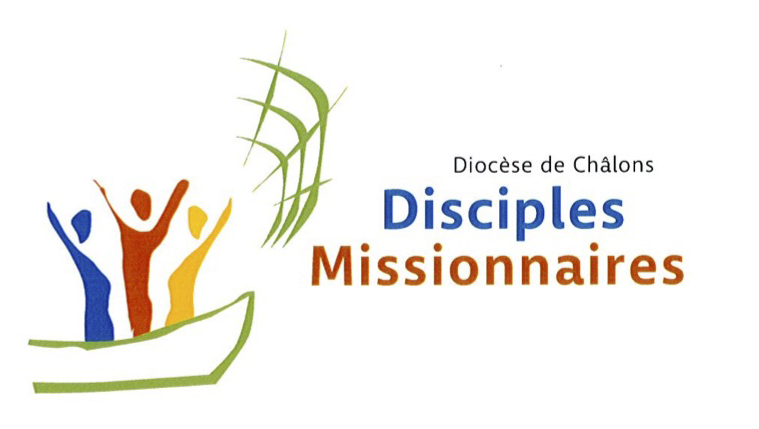 Diocèse de Châlons
Disciples
Missionnaires